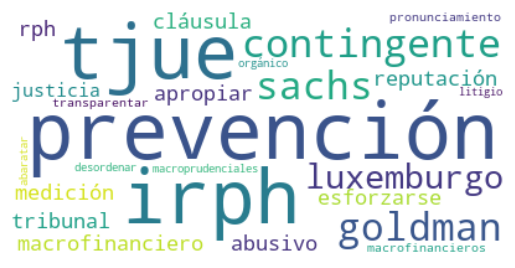 pronunciamiento
rph cláusula
tjue contingente
orgánico
justicia sachs reputación
transparentar apropiar litigio
prevención
abaratar desordenar macroprudenciales
irph luxemburgo
medición esforzarse
tribunal goldman
macrofinanciero abusivo macrofinancieros